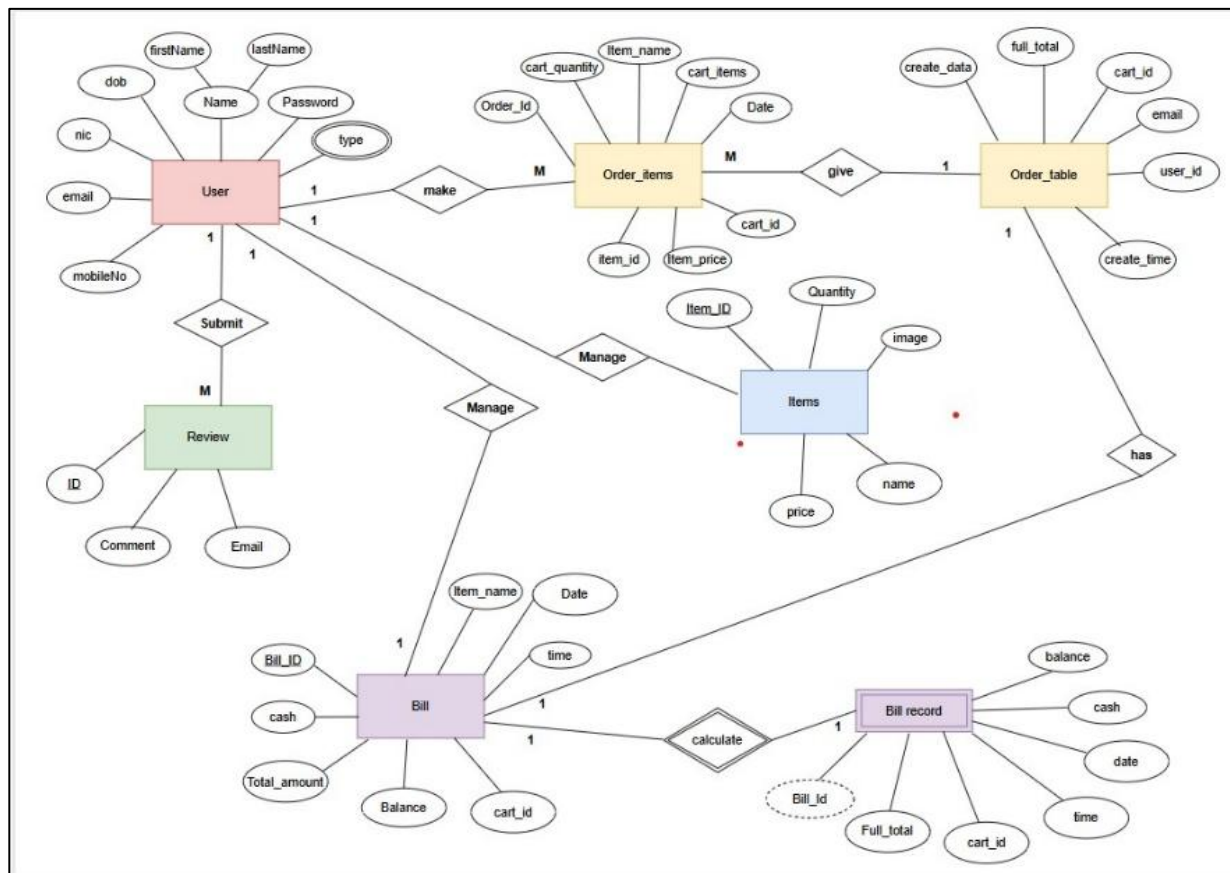 firstName
lastName
dob
Name
Password
nic
type
User
email
mobileNo
1
1
1
1
make
M
Item_name
cart_quantity
cart_items
Order_Id
Date
Order_items
item_id
Item_price
cart_id
M
give
1
full_total
create_data
cart_id
email
Order_table
user_id
create_time
1
Submit
M
Review
ID
Comment
Email
Manage
Manage
Item_ID
Quantity
image
Items
name
price
has
1
Item_name
Date
Bill_ID
time
Bill
cash
Total_amount
Balance
cart_id
1
1
calculate
1
Bill record
balance
cash
date
time
Bill_Id
Full_total
cart_id